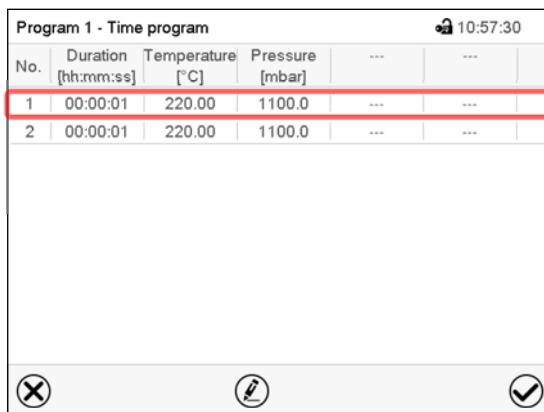 Program 1 - Time program 10:57:30
No. Duration [hh:mm:ss] Temperature [°C] Pressure [mbar] --- ---
1 00:00:01 220.00 1100.0 --- ---
2 00:00:01 220.00 1100.0 --- ---